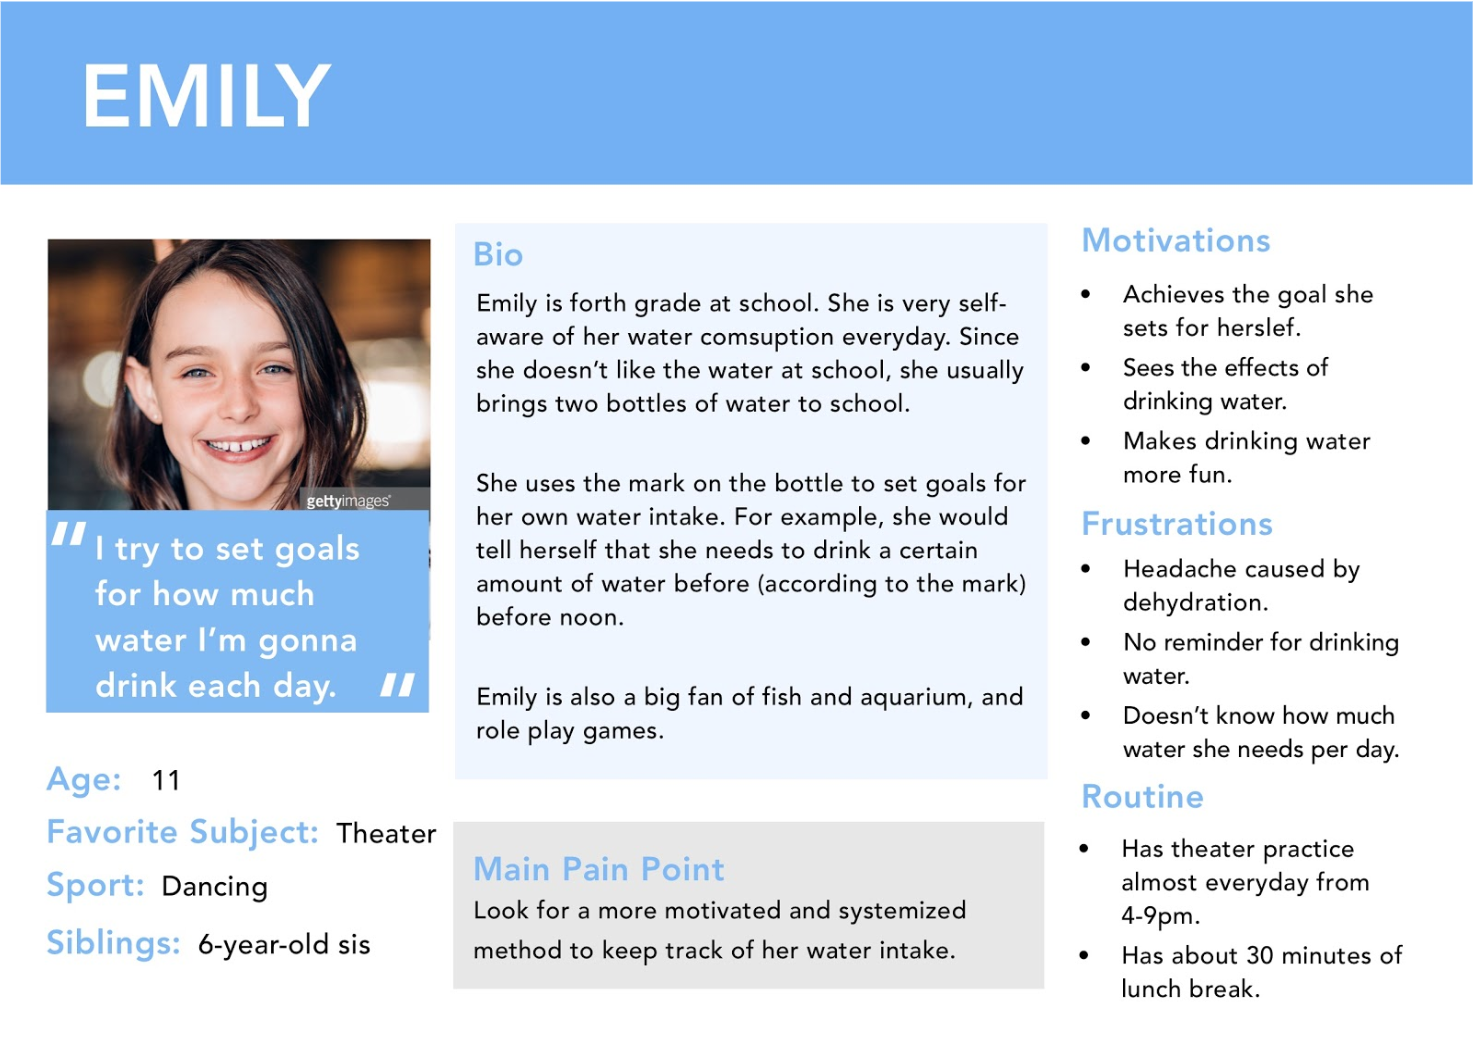 EMILY
gettyimages®
“ I try to set goals
for how much
water I’m gonna
drink each day. “
Age: 11
Favorite Subject: Theater
Sport: Dancing
Siblings: 6-year-old sis
Bio
Emily is forth grade at school. She is very self-
aware of her water comsuption everyday. Since
she doesn’t like the water at school, she usually
brings two bottles of water to school.
She uses the mark on the bottle to set goals for
her own water intake. For example, she would
tell herself that she needs to drink a certain
amount of water before (according to the mark)
before noon.
Emily is also a big fan of fish and aquarium, and
role play games.
Main Pain Point
Look for a more motivated and systemized
method to keep track of her water intake.
Motivations
• Achieves the goal she
sets for herslef.
• Sees the effects of
drinking water.
• Makes drinking water
more fun.
Frustrations
• Headache caused by
dehydration.
• No reminder for drinking
water.
• Doesn’t know how much
water she needs per day.
Routine
• Has theater practice
almost everyday from
4-9pm.
• Has about 30 minutes of
lunch break.